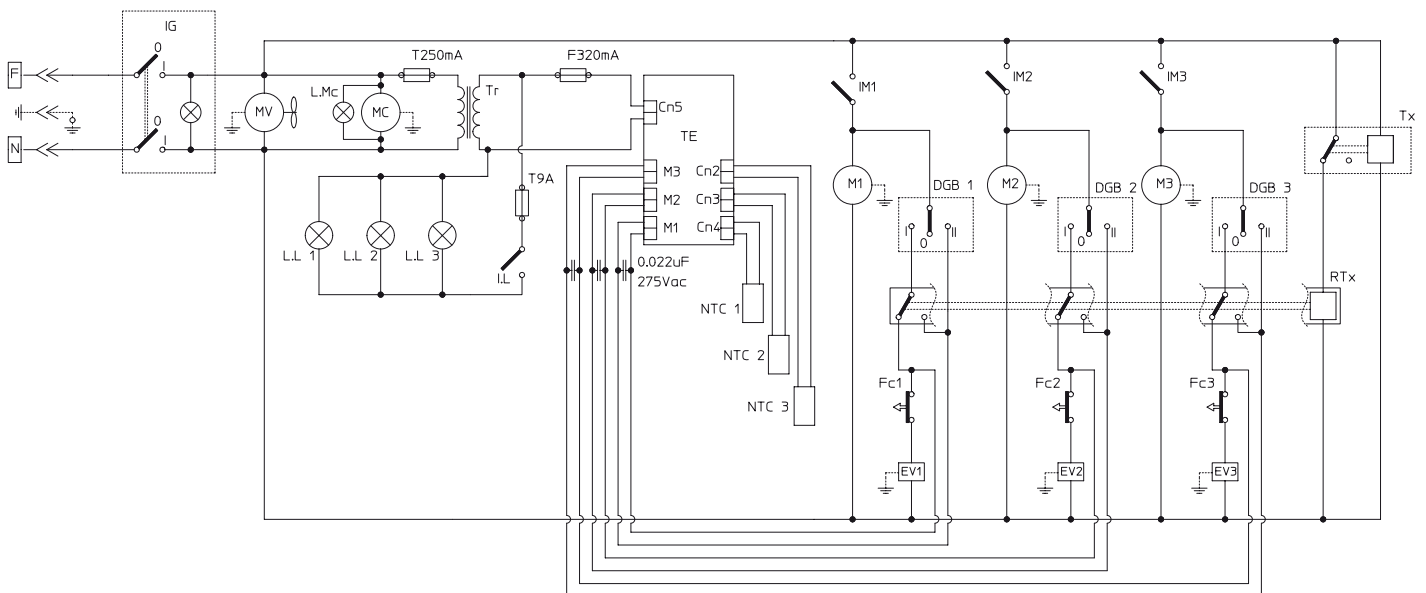 IG
0
I
F
N
0
I
T250mA
F320mA
L.Mc
MV
MC
Tr
Cn5
TE
M3
Cn2
M2
Cn3
M1
Cn4
T9A
L.L 1
L.L 2
L.L 3
I.L
0.022uF
275Vac
NTC 1
NTC 2
NTC 3
IM1
IM2
IM3
Tx
M1
M2
M3
DGB 1
DGB 2
DGB 3
I
0
II
I
0
II
I
0
II
RTx
Fc1
Fc2
Fc3
EV1
EV2
EV3